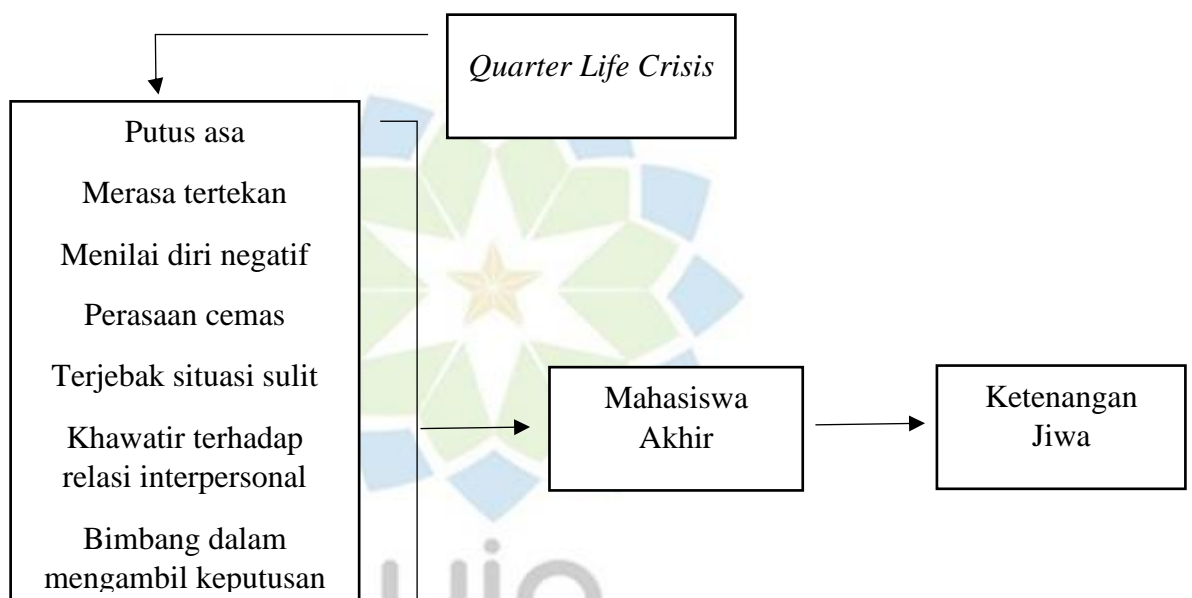 Quarter Life Crisis
Putus asa
Merasa tertekan
Menilai diri negatif
Perasaan cemas
Terjebak situasi sulit
Khawatir terhadap
relasi interpersonal
Bimbang dalam
mengambil keputusan
Mahasiswa
Akhir
Ketenangan
Jiwa
uin